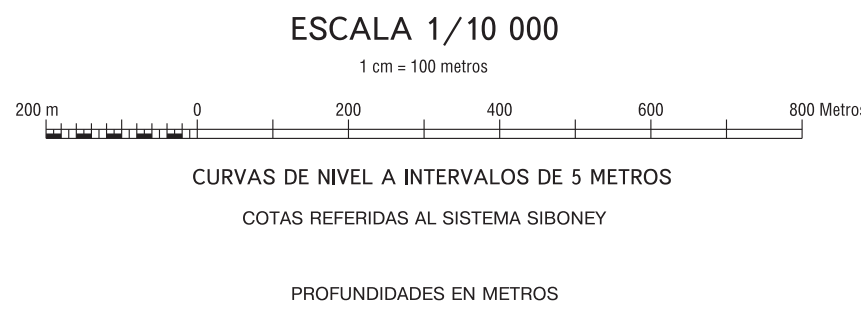 ESCALA 1/10 000
1 cm = 100 metros
200 m 0 200 400 600 800 Metros
CURVAS DE NIVEL A INTERVALOS DE 5 METROS
COTAS REFERIDAS AL SISTEMA SIBONEY
PROFUNDIDADES EN METROS